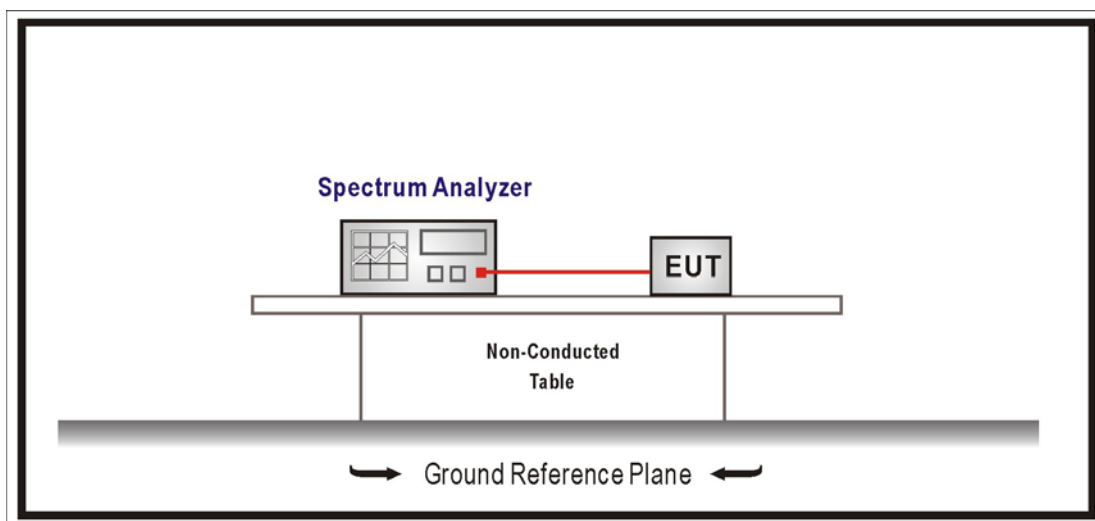 Spectrum Analyzer
EUT
Non-Conducted
Table
Ground Reference Plane